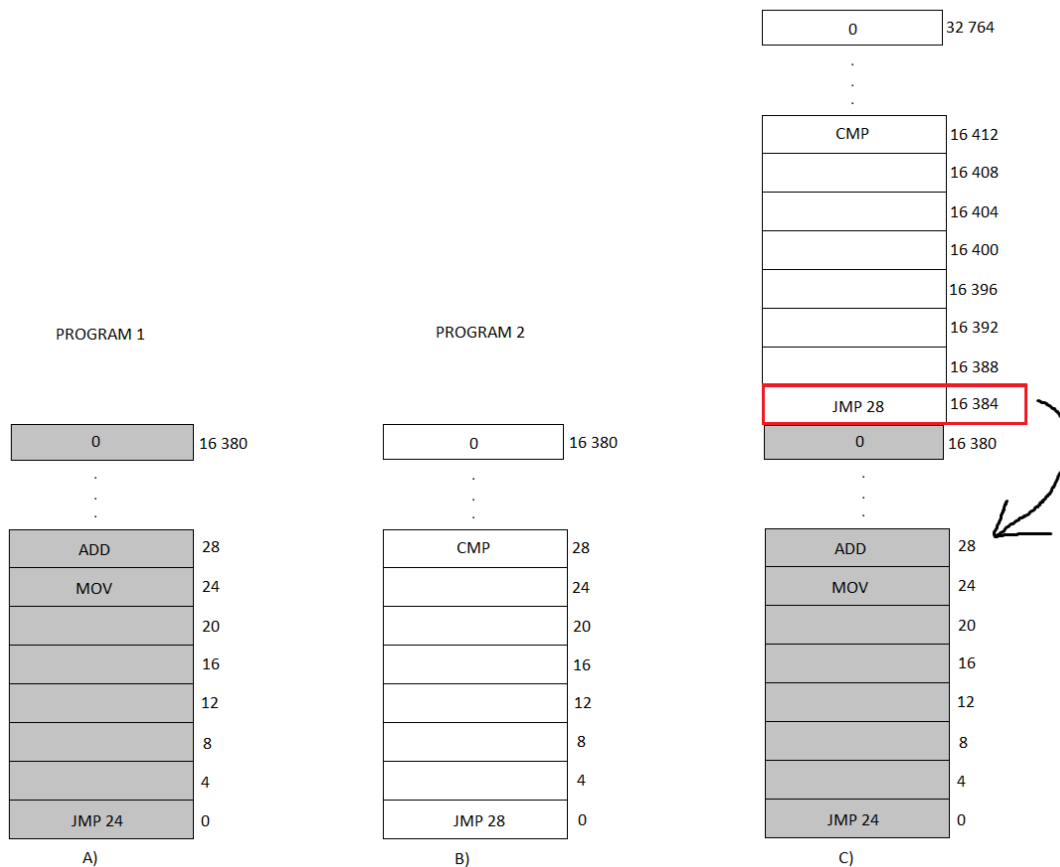 PROGRAM 1
0 16 380
.
.
.
ADD 28
MOV 24
20
16
12
8
4
JMP 24 0
A)
PROGRAM 2
0 16 380
.
.
.
CMP 28
24
20
16
12
8
4
JMP 28 0
B)
0 32 764
.
.
.
CMP 16 412
16 408
16 404
16 400
16 396
16 392
16 388
JMP 28 16 384
0 16 380
.
.
.
ADD 28
MOV 24
20
16
12
8
4
JMP 24 0
C)